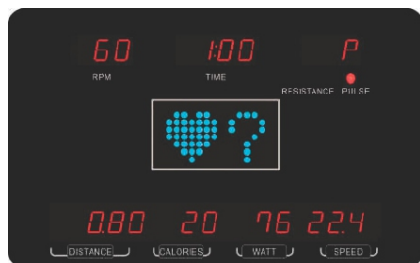 60 1:00 P
RPM TIME
RESISTANCE PULSE
?
0.80 20 76 22.4
DISTANCE CALORIES WATT SPEED